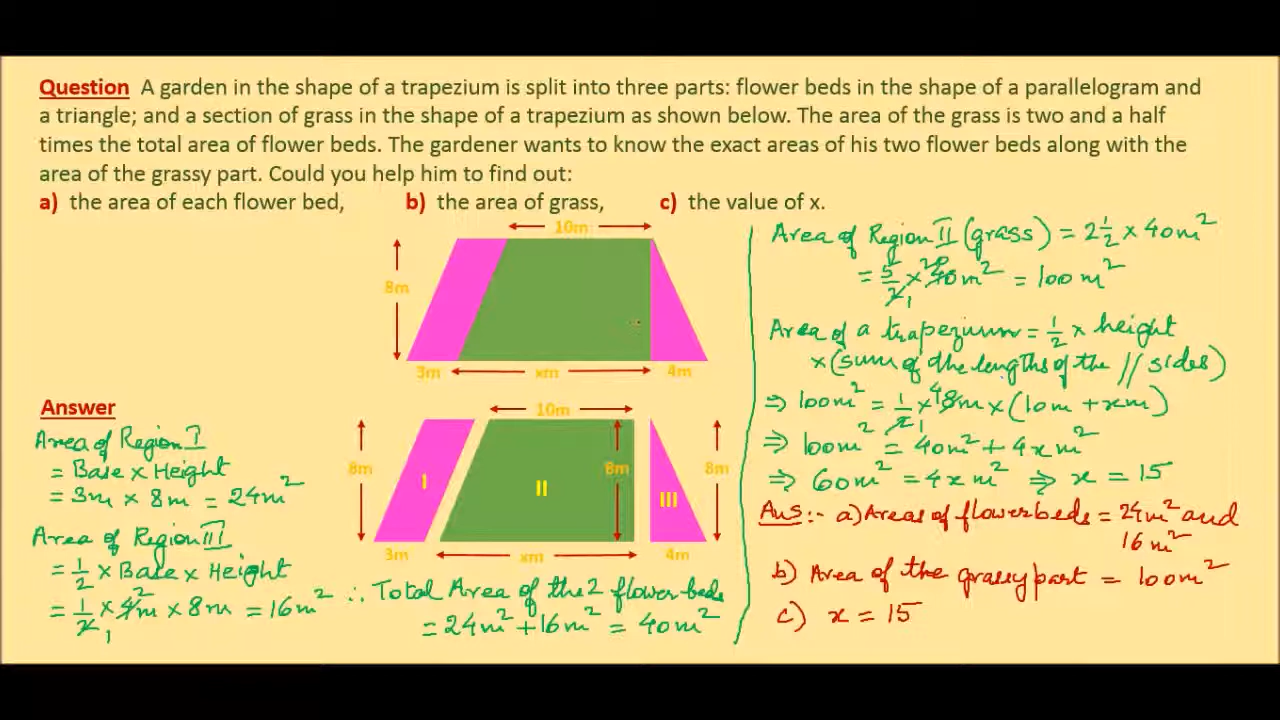 Question A garden in the shape of a trapezium is split into three parts: flower beds in the shape of a parallelogram and
a triangle; and a section of grass in the shape of a trapezium as shown below. The area of the grass is two and a half
times the total area of flower beds. The gardener wants to know the exact areas of his two flower beds along with the
area of the grassy part. Could you help him to find out:
a) the area of each flower bed, b) the area of grass, c) the value of x.
10m
8m
3m xm 4m
Answer
Area of Region I
= Base × Height
= 3m × 8m = 24m²
Area of Region III
= 1/2 × Base × Height
= 1/2 1 × 4m 2 × 8m = 16m²
10m
8m 8m 8m
I II III
3m xm 4m
∴ Total Area of the 2 flower beds
= 24m² + 16m² = 40m²
Area of Region II (grass) = 2 1/2 × 40m²
= 5/2 1 × 40m² 20 = 100m²
Area of a trapezium = 1/2 × height
× (sum of the lengths of the // sides)
⇒ 100m² = 1/2 1 × 8m 4 × (10m + xm)
⇒ 100m² = 40m² + 4xm²
⇒ 60m² = 4xm² ⇒ x = 15
Ans:- a) Areas of flowerbeds = 24m² and
16m²
b) Area of the grassy part = 100m²
c) x = 15